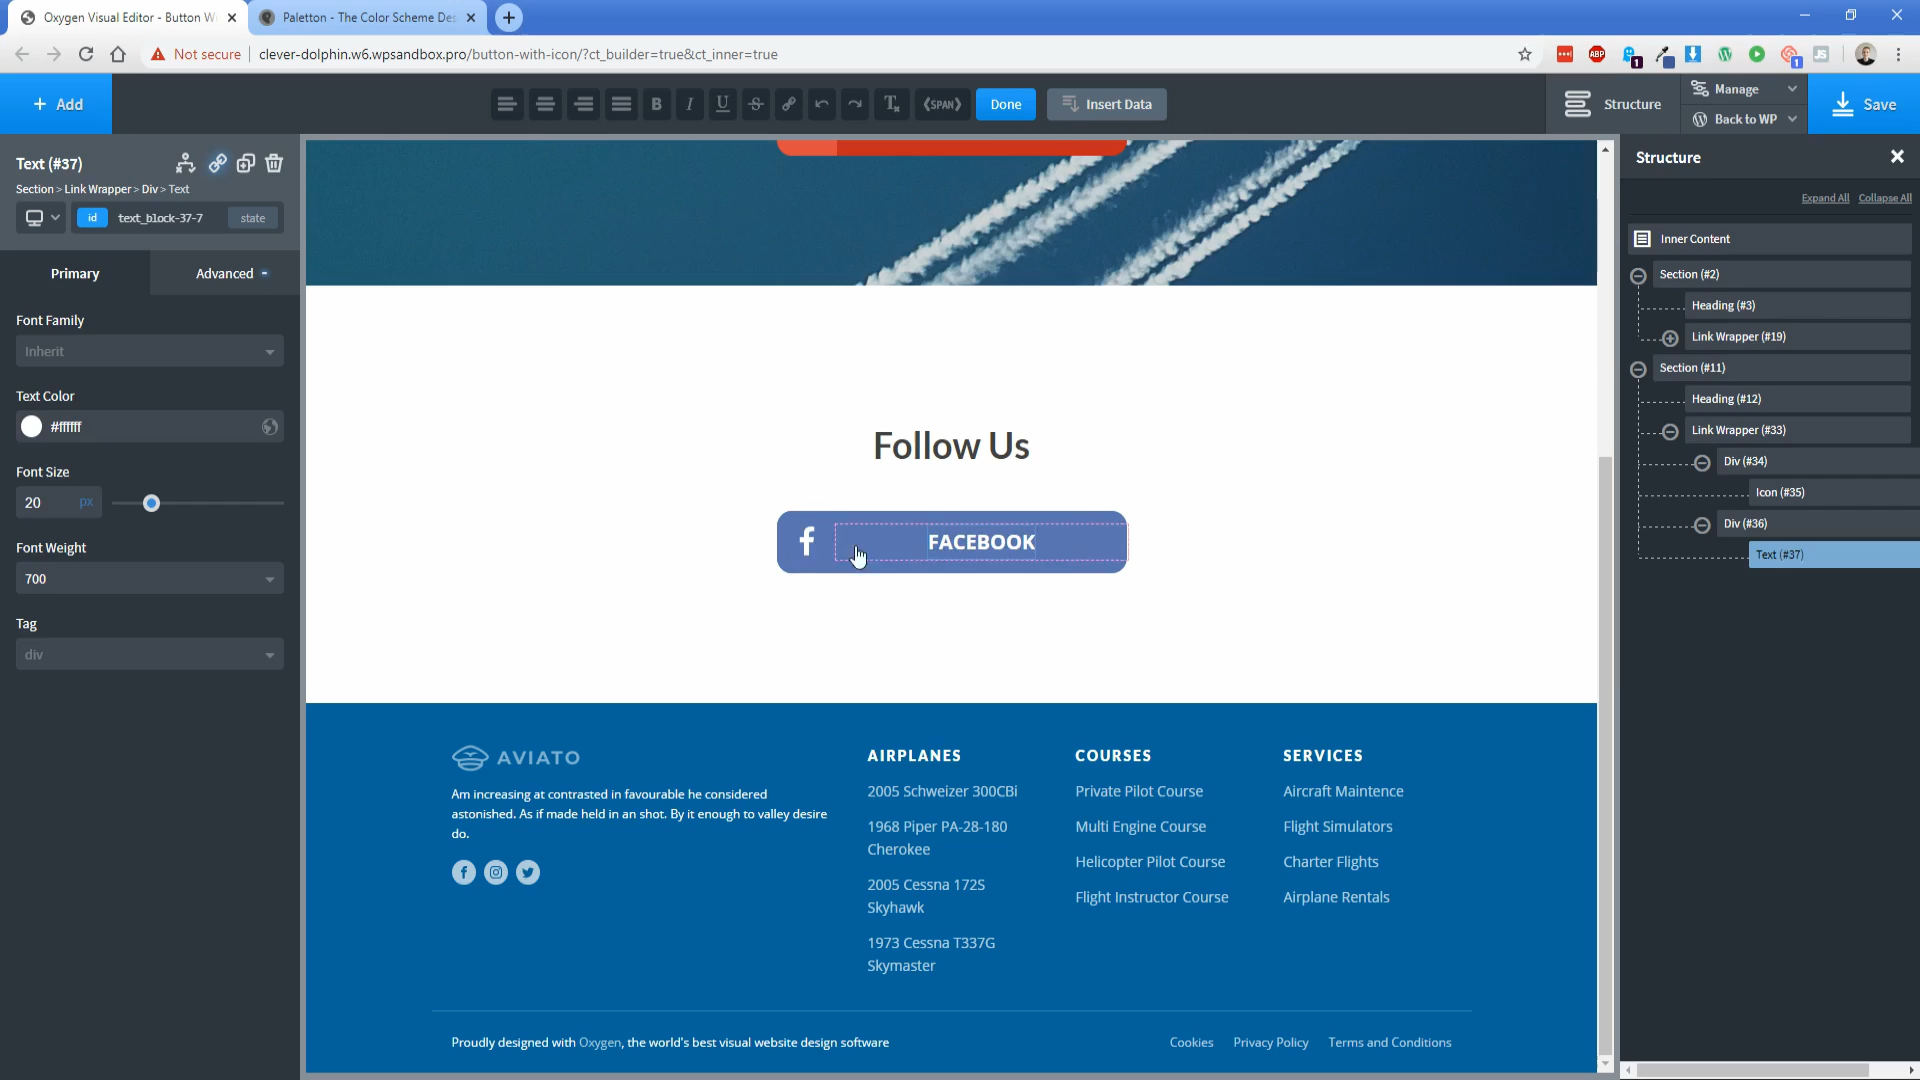 Oxygen Visual Editor - Button W
Paletton - The Color Scheme Des
Not secure
clever-dolphin.w6.wpsandbox.pro/button-with-icon/?ct_builder=true&ct_inner=true
ABP
1
1
JS
+ Add
B I U S
<SPAN>
Done
Insert Data
Structure
Manage
Back to WP
Save
Text (#37)
Section > Link Wrapper > Div > Text
id text_block-37-7 state
Primary
Advanced
Font Family
Inherit
Text Color
#ffffff
Font Size
20 px
Font Weight
700
Tag
div
Follow Us
FACEBOOK
AVIATO
Am increasing at contrasted in favourable he considered
astonished. As if made held in an shot. By it enough to valley desire
do.
AIRPLANES
2005 Schweizer 300CBi
1968 Piper PA-28-180
Cherokee
2005 Cessna 172S
Skyhawk
1973 Cessna T337G
Skymaster
COURSES
Private Pilot Course
Multi Engine Course
Helicopter Pilot Course
Flight Instructor Course
SERVICES
Aircraft Maintence
Flight Simulators
Charter Flights
Airplane Rentals
Proudly designed with Oxygen, the world's best visual website design software
Cookies
Privacy Policy
Terms and Conditions
Structure
Expand All Collapse All
Inner Content
Section (#2)
Heading (#3)
Link Wrapper (#19)
Section (#11)
Heading (#12)
Link Wrapper (#33)
Div (#34)
Icon (#35)
Div (#36)
Text (#37)